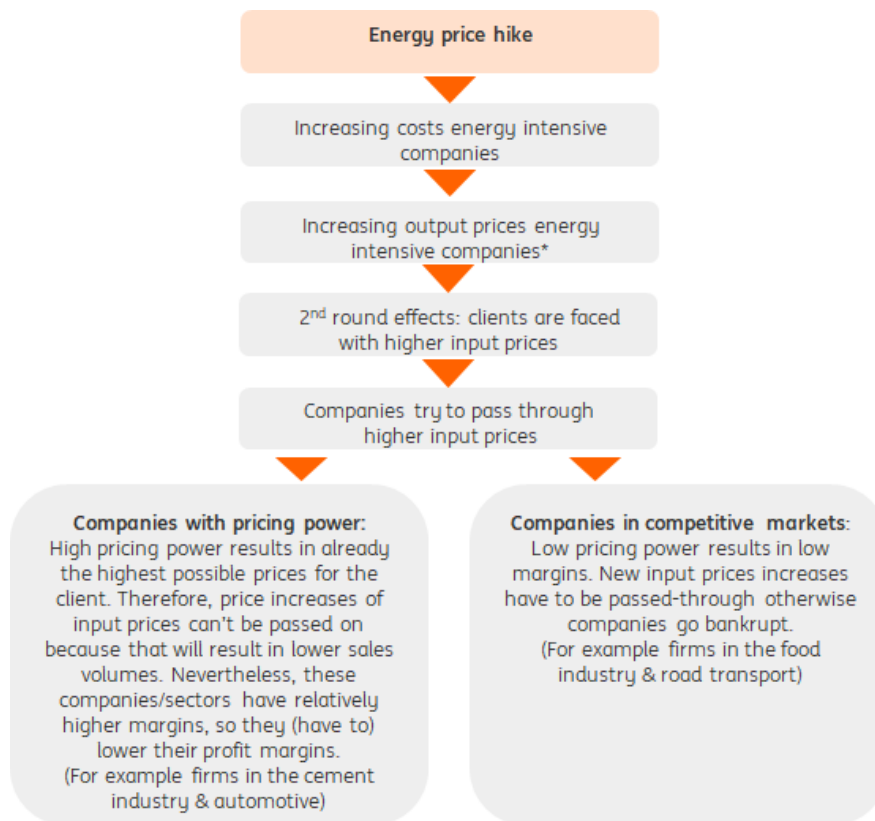 Energy price hike
Increasing costs energy intensive
companies
Increasing output prices energy
intensive companies*
2nd round effects: clients are faced
with higher input prices
Companies try to pass through
higher input prices
Companies with pricing power:
High pricing power results in already
the highest possible prices for the
client. Therefore, price increases of
input prices can't be passed on
because that will result in lower sales
volumes. Nevertheless, these
companies/sectors have relatively
higher margins, so they (have to)
lower their profit margins.
(For example firms in the cement
industry & automotive)
Companies in competitive markets:
Low pricing power results in low
margins. New input prices increases
have to be passed-through otherwise
companies go bankrupt.
(For example firms in the food
industry & road transport)